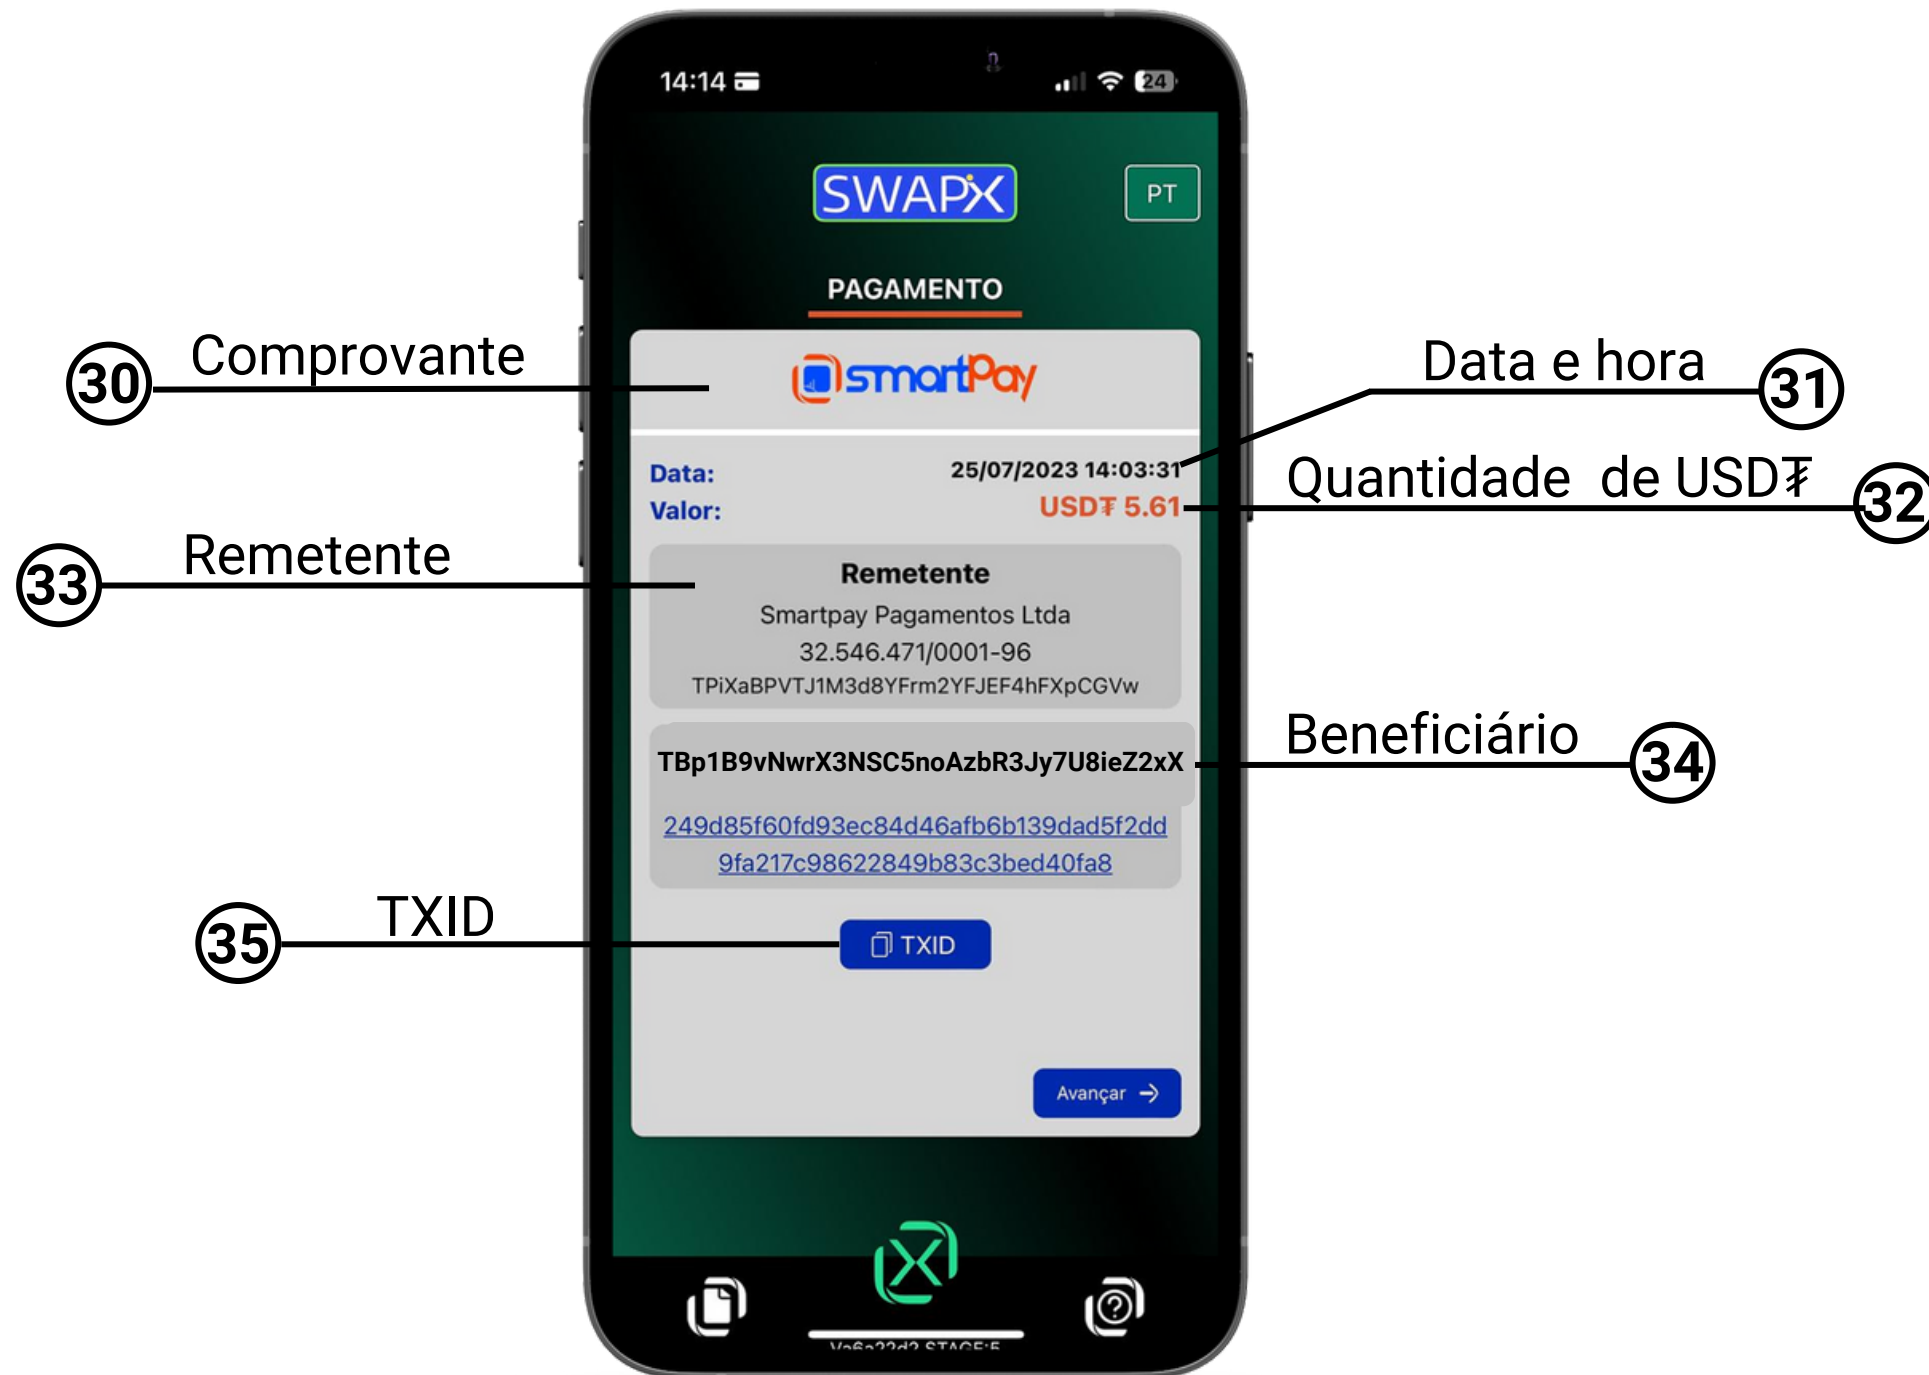 14:14
24
SWAPX
PT
PAGAMENTO
30 Comprovante
smartPay
Data e hora 31
Data: 25/07/2023 14:03:31
Valor: USD₮ 5.61
Quantidade de USD₮ 32
33 Remetente
Remetente
Smartpay Pagamentos Ltda
32.546.471/0001-96
TPiXaBPVTJ1M3d8YFrm2YFJEF4hFXpCGVw
Beneficiário 34
TBp1B9vNwrX3NSC5noAzbR3Jy7U8ieZ2xX
249d85f60fd93ec84d46afb6b139dad5f2dd
9fa217c98622849b83c3bed40fa8
35 TXID
TXID
Avançar
STAGE:5